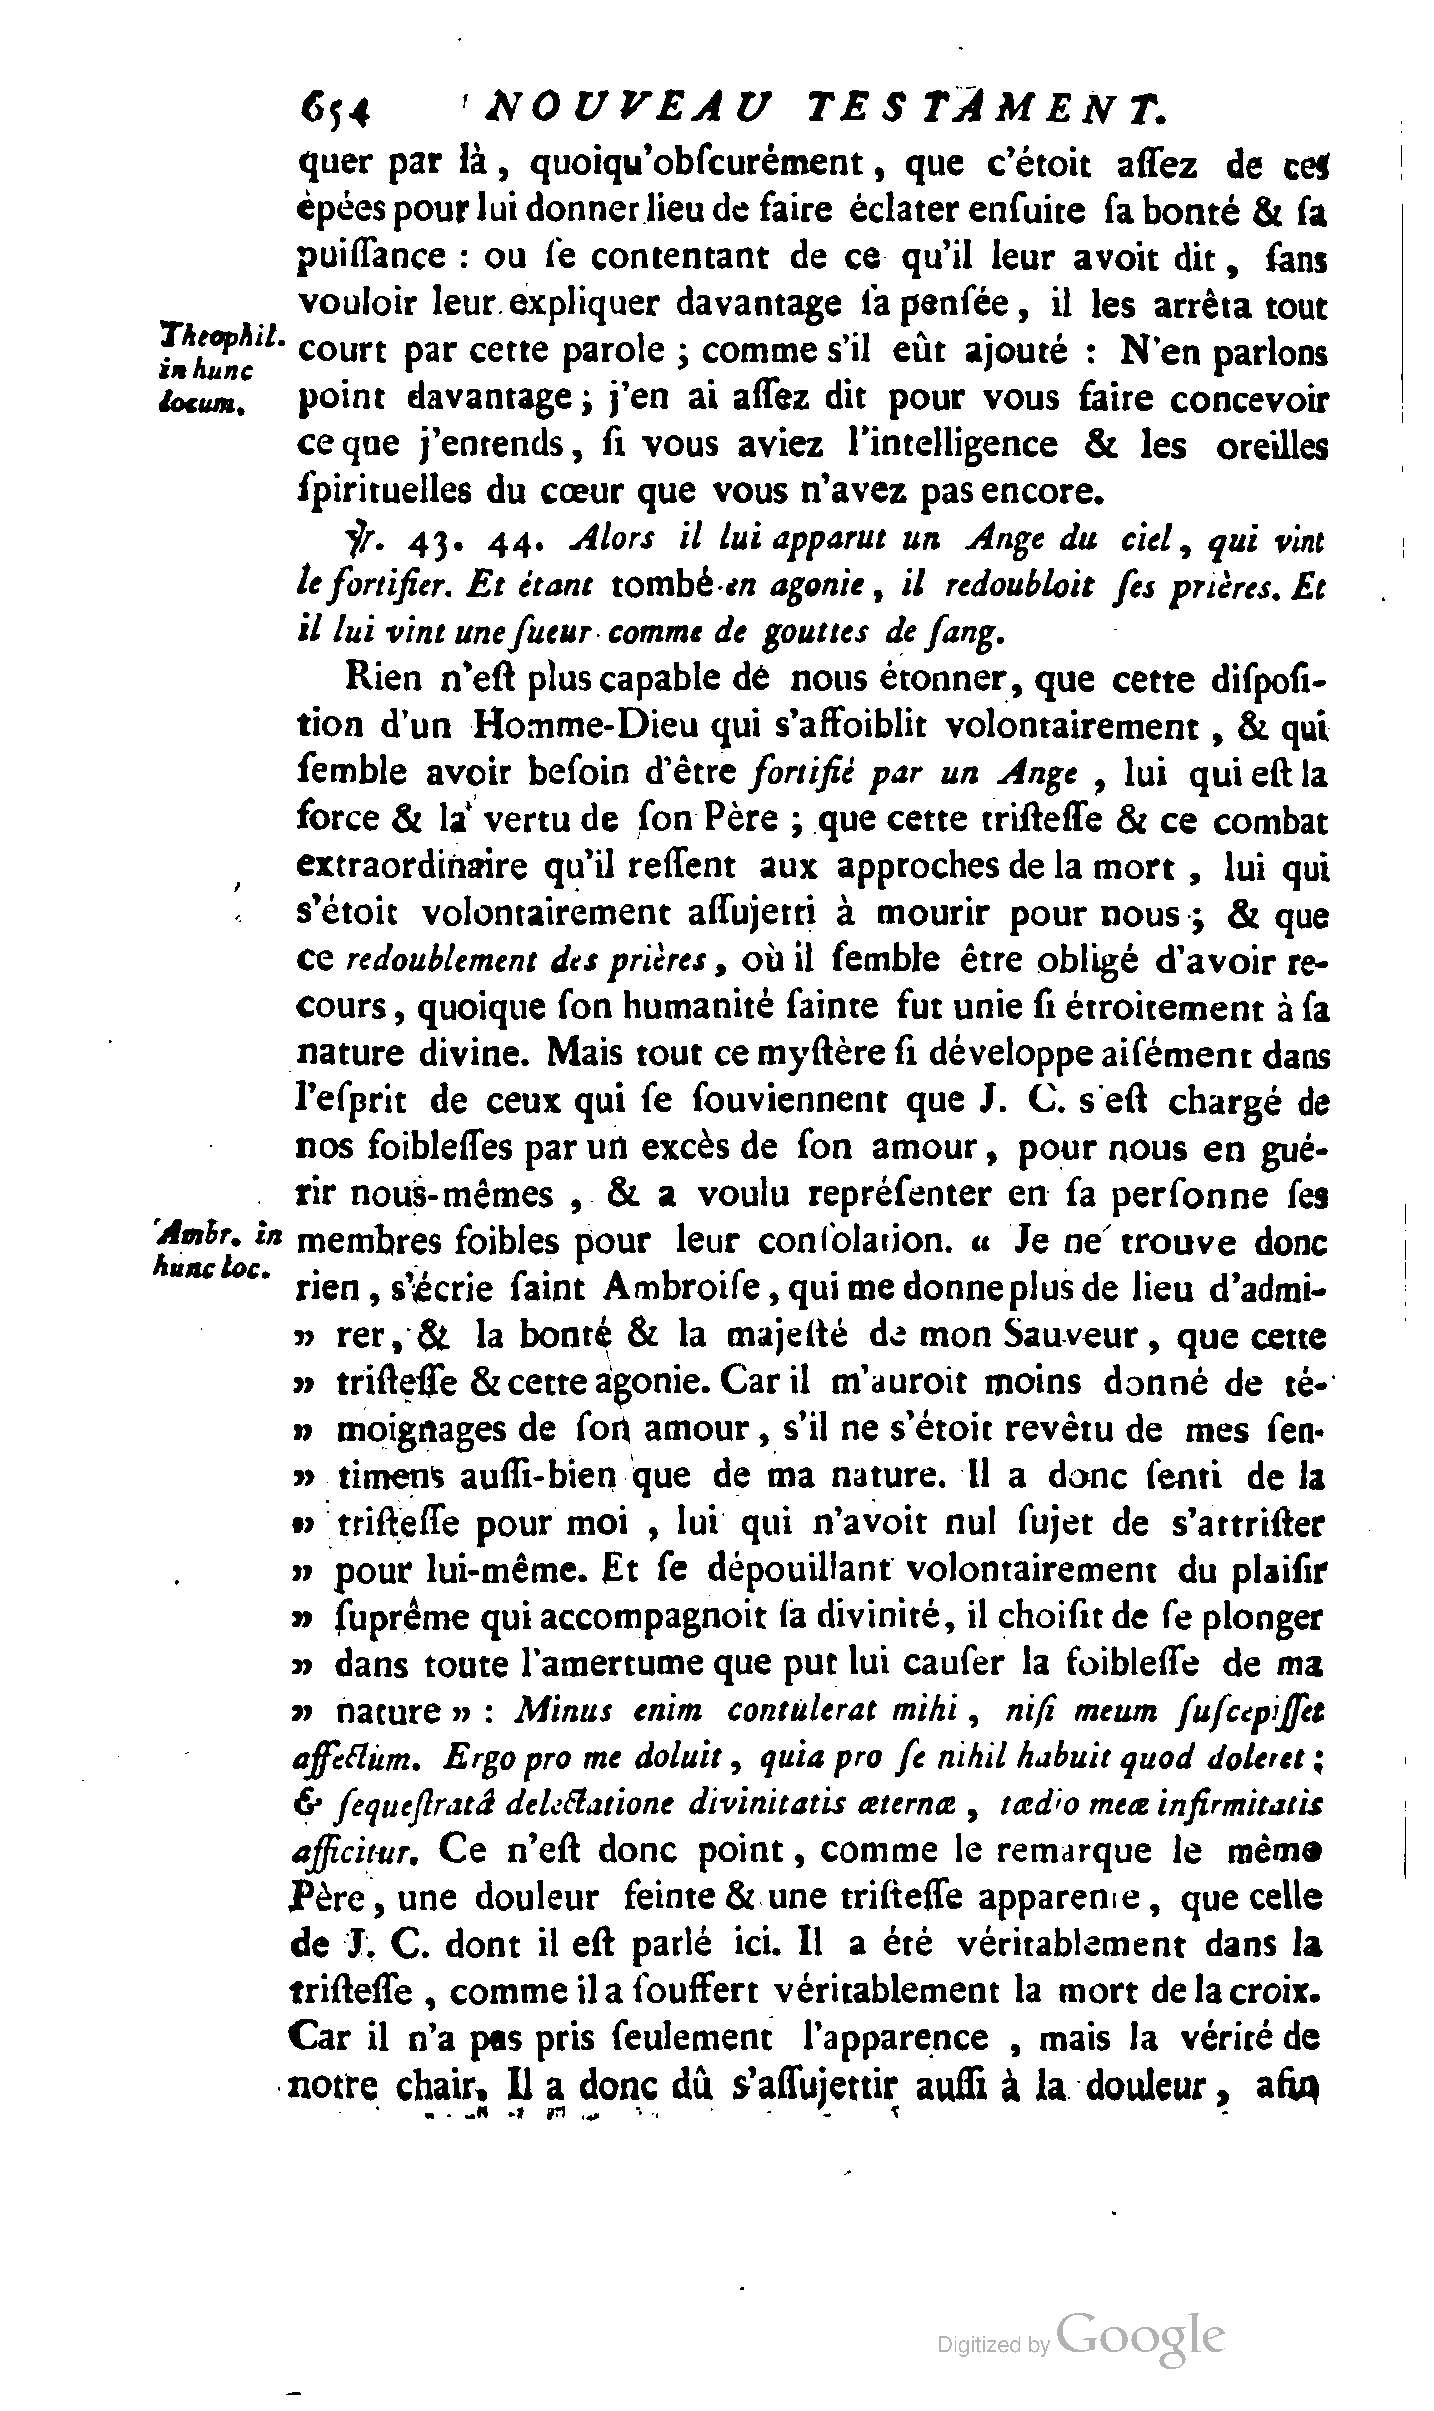 654 NOUVEAU TESTAMENT.
quer par là, quoiqu'obſcurément, que c'étoit aſſez de ces
èpées pour lui donner lieu de faire éclater enſuite ſa bonté & ſa
puiſſance : ou ſe contentant de ce qu'il leur avoit dit, ſans
vouloir leur expliquer davantage ſa penſée, il les arrêta tout
Theophil.
in hunc
locum.
court par cette parole ; comme s'il eût ajouté : N'en parlons
point davantage ; j'en ai aſſez dit pour vous faire concevoir
ce que j'entends, ſi vous aviez l'intelligence & les oreilles
ſpirituelles du cœur que vous n'avez pas encore.
℣. 43. 44. Alors il lui apparut un Ange du ciel, qui vint
le fortifier. Et étant tombé en agonie, il redoubloit ſes prières. Et
il lui vint une ſueur comme de gouttes de ſang.
Rien n'eſt plus capable de nous étonner, que cette diſpoſi-
tion d'un Homme-Dieu qui s'affoiblit volontairement, & qui
ſemble avoir beſoin d'être fortifié par un Ange, lui qui eſt la
force & la vertu de ſon Père ; que cette triſteſſe & ce combat
extraordinaire qu'il reſſent aux approches de la mort, lui qui
s'étoit volontairement aſſujetti à mourir pour nous ; & que
ce redoublement des prières, où il ſemble être obligé d'avoir re-
cours, quoique ſon humanité ſainte fut unie ſi étroitement à ſa
nature divine. Mais tout ce myſtère ſi développe aiſément dans
l'eſprit de ceux qui ſe ſouviennent que J. C. s'eſt chargé de
nos foibleſſes par un excès de ſon amour, pour nous en gué-
rir nous-mêmes, & a voulu repréſenter en ſa perſonne ſes
Ambr. in
hunc loc.
membres foibles pour leur conſolation. « Je ne trouve donc
rien, s'écrie ſaint Ambroiſe, qui me donne plus de lieu d'admi-
» rer, & la bonté & la majeſté de mon Sauveur, que cette
» triſteſſe & cette agonie. Car il m'auroit moins donné de té-
» moignages de ſon amour, s'il ne s'étoit revêtu de mes ſen-
» timens auſſi-bien que de ma nature. Il a donc ſenti de la
» triſteſſe pour moi, lui qui n'avoit nul ſujet de s'attriſter
» pour lui-même. Et ſe dépouillant volontairement du plaiſir
» ſuprême qui accompagnoit ſa divinité, il choiſit de ſe plonger
» dans toute l'amertume que put lui cauſer la foibleſſe de ma
» nature » : Minus enim contulerat mihi, niſi meum ſuſcepiſſet
affectum. Ergo pro me doluit, quia pro ſe nihil habuit quod doleret ;
& ſequeſtratâ delectatione divinitatis æternæ, tædio meæ infirmitatis
afficitur. Ce n'eſt donc point, comme le remarque le même
Père, une douleur feinte & une triſteſſe apparente, que celle
de J. C. dont il eſt parlé ici. Il a été véritablement dans la
triſteſſe, comme il a ſouffert véritablement la mort de la croix.
Car il n'a pas pris ſeulement l'apparence, mais la vérité de
notre chair. Il a donc dû s'aſſujettir auſſi à la douleur, afin
Digitized by Google